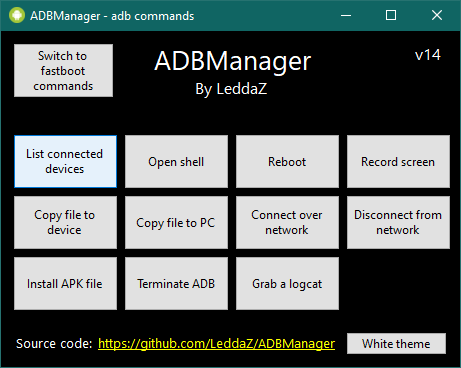 ADBManager - adb commands
Switch to
fastboot
commands
ADBManager
v14
By LeddaZ
List connected
devices
Open shell
Reboot
Record screen
Copy file to
device
Copy file to PC
Connect over
network
Disconnect from
network
Install APK file
Terminate ADB
Grab a logcat
Source code: https://github.com/LeddaZ/ADBManager
White theme